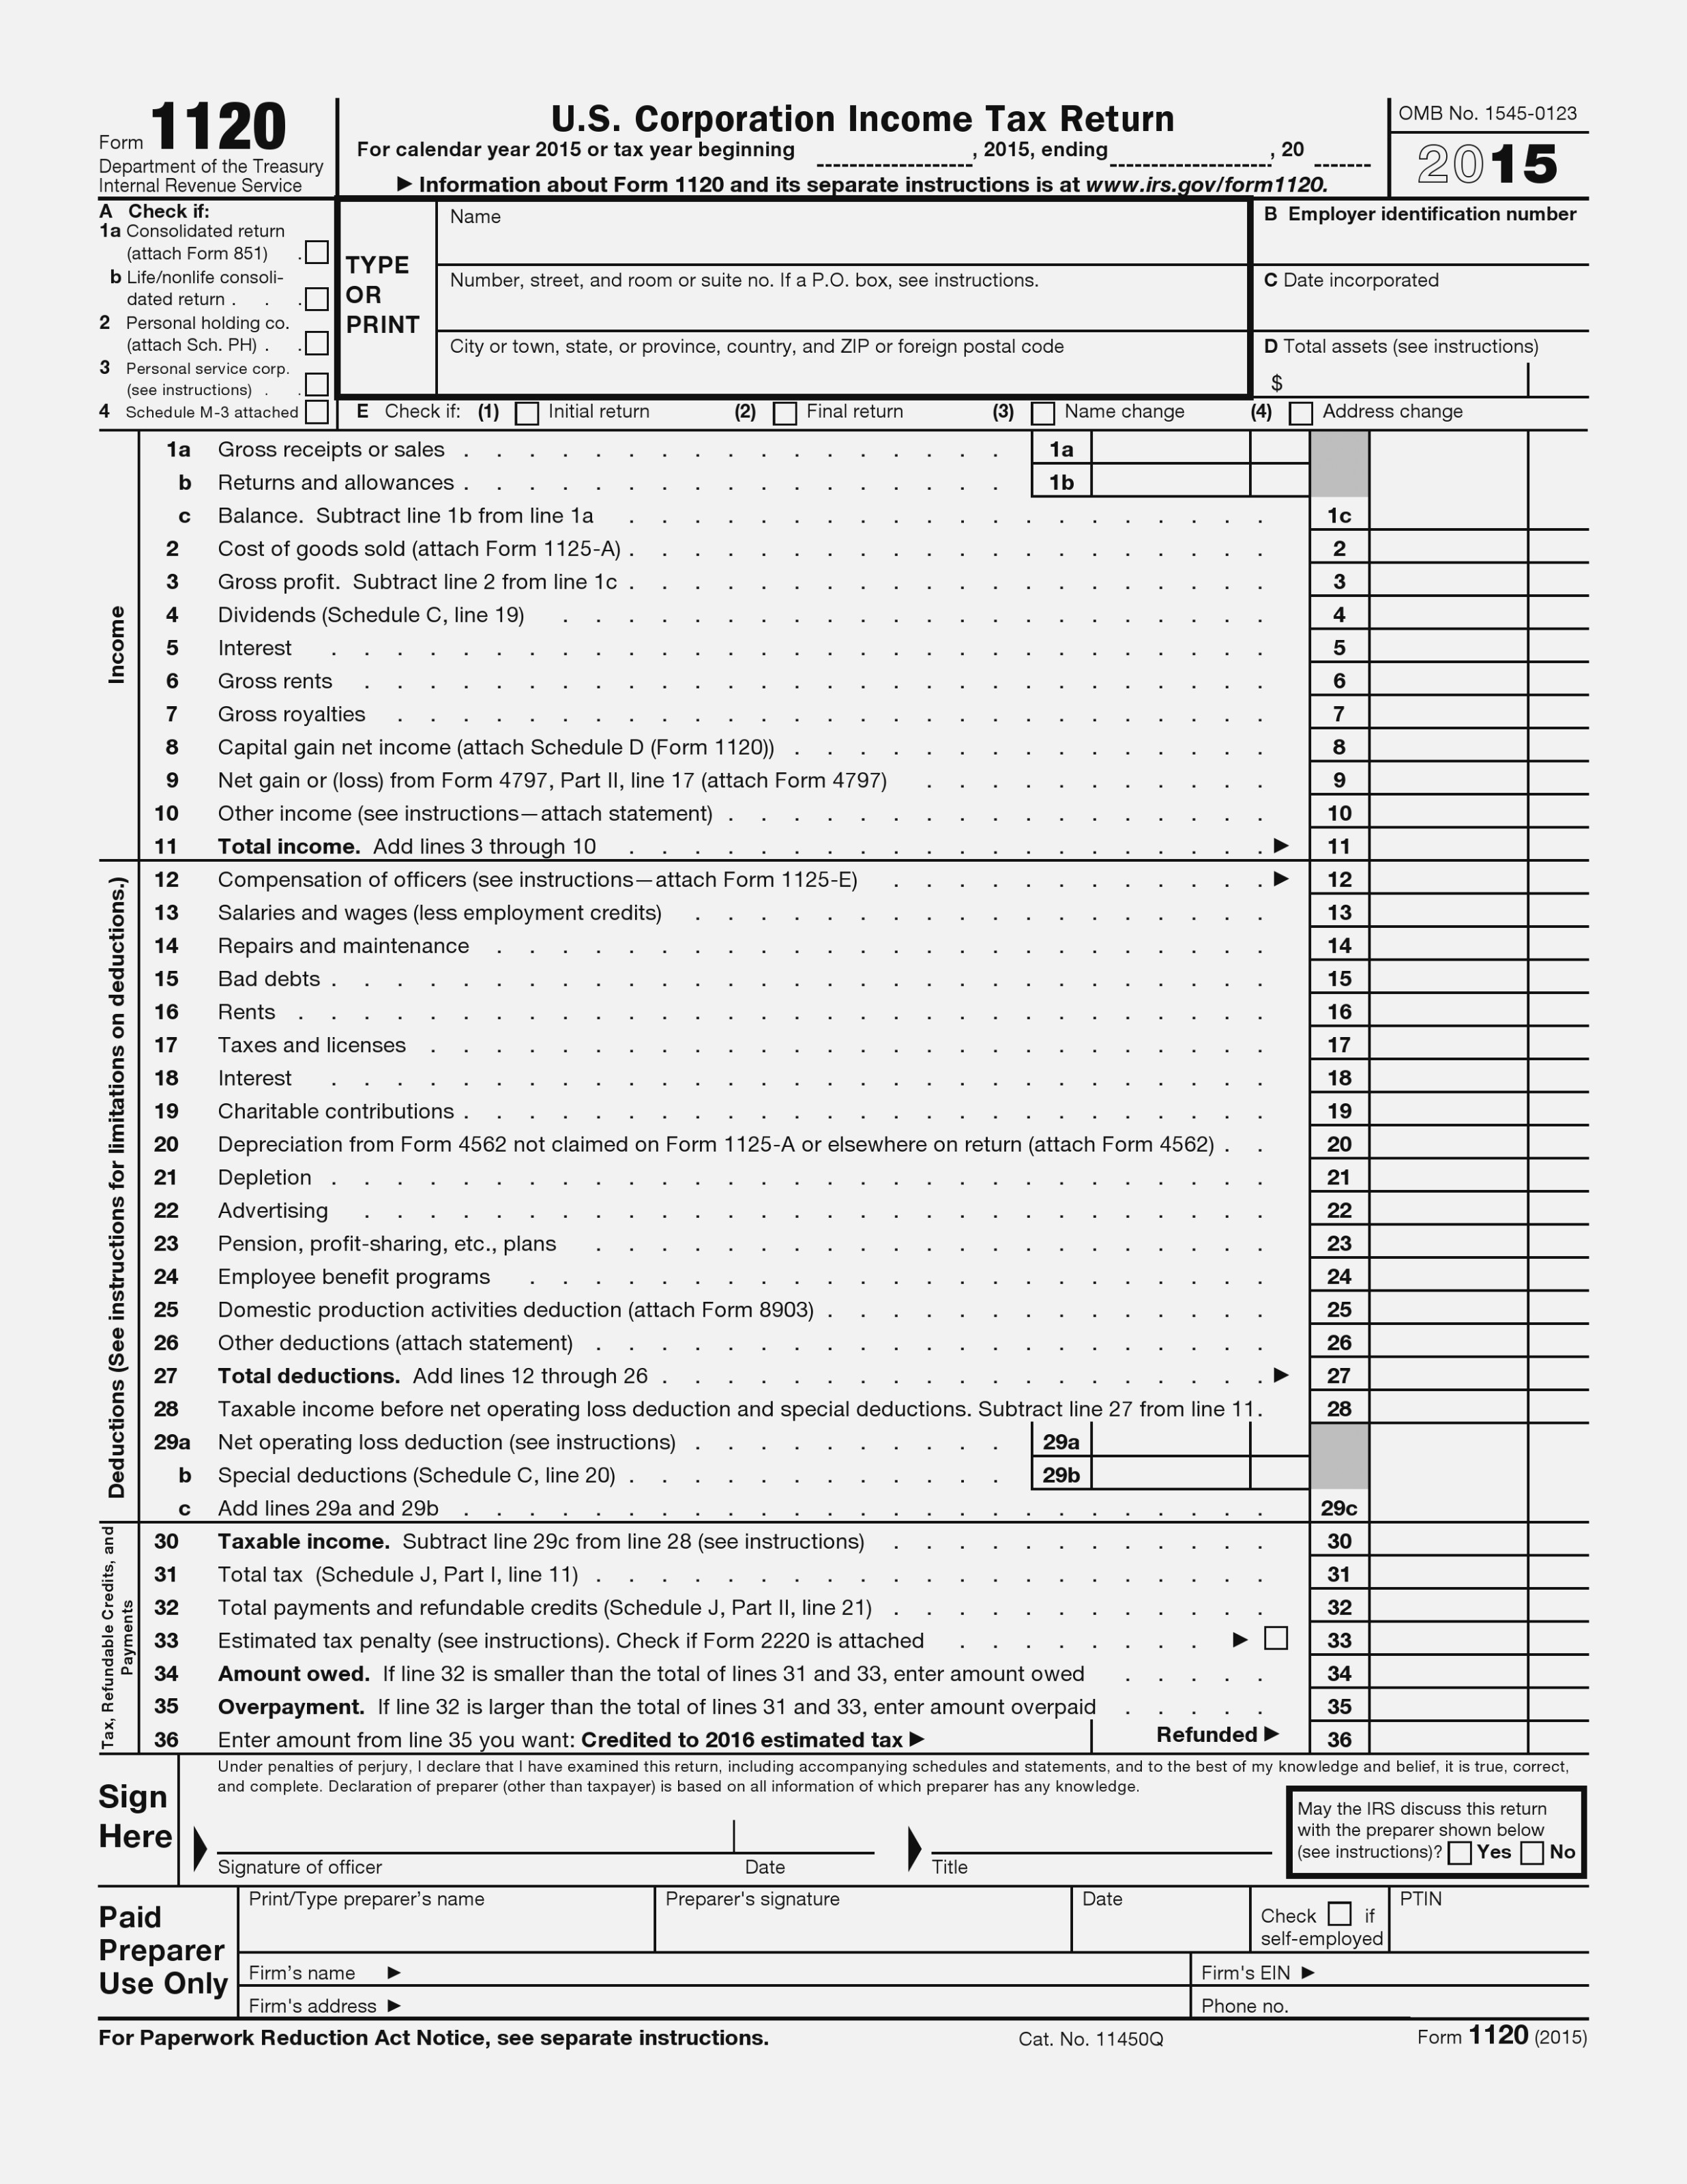 Form 1120
Department of the Treasury
Internal Revenue Service
U.S. Corporation Income Tax Return
For calendar year 2015 or tax year beginning , 2015, ending , 20
▶ Information about Form 1120 and its separate instructions is at www.irs.gov/form1120.
OMB No. 1545-0123
2015
A Check if:
1a Consolidated return
(attach Form 851) .
b Life/nonlife consoli-
dated return . . .
2 Personal holding co.
(attach Sch. PH) . .
3 Personal service corp.
(see instructions) . .
4 Schedule M-3 attached
TYPE
OR
PRINT
Name
Number, street, and room or suite no. If a P.O. box, see instructions.
City or town, state, or province, country, and ZIP or foreign postal code
B Employer identification number
C Date incorporated
D Total assets (see instructions)
$
E Check if: (1) Initial return (2) Final return (3) Name change (4) Address change
Income
1a Gross receipts or sales . . . . . . . . . . . . . . . . . 1a
b Returns and allowances . . . . . . . . . . . . . . . . . 1b
c Balance. Subtract line 1b from line 1a . . . . . . . . . . . . . . . . . . . . 1c
2 Cost of goods sold (attach Form 1125-A) . . . . . . . . . . . . . . . . . . . . 2
3 Gross profit. Subtract line 2 from line 1c . . . . . . . . . . . . . . . . . . . . 3
4 Dividends (Schedule C, line 19) . . . . . . . . . . . . . . . . . . . . . . 4
5 Interest . . . . . . . . . . . . . . . . . . . . . . . . . . . . . 5
6 Gross rents . . . . . . . . . . . . . . . . . . . . . . . . . . . . 6
7 Gross royalties . . . . . . . . . . . . . . . . . . . . . . . . . . . 7
8 Capital gain net income (attach Schedule D (Form 1120)) . . . . . . . . . . . . . . . 8
9 Net gain or (loss) from Form 4797, Part II, line 17 (attach Form 4797) . . . . . . . . . . . 9
10 Other income (see instructions—attach statement) . . . . . . . . . . . . . . . . . 10
11 Total income. Add lines 3 through 10 . . . . . . . . . . . . . . . . . . . . ▶ 11
Deductions (See instructions for limitations on deductions.)
12 Compensation of officers (see instructions—attach Form 1125-E) . . . . . . . . . . . . ▶ 12
13 Salaries and wages (less employment credits) . . . . . . . . . . . . . . . . . . 13
14 Repairs and maintenance . . . . . . . . . . . . . . . . . . . . . . . . 14
15 Bad debts . . . . . . . . . . . . . . . . . . . . . . . . . . . . . 15
16 Rents . . . . . . . . . . . . . . . . . . . . . . . . . . . . . . 16
17 Taxes and licenses . . . . . . . . . . . . . . . . . . . . . . . . . . 17
18 Interest . . . . . . . . . . . . . . . . . . . . . . . . . . . . . 18
19 Charitable contributions . . . . . . . . . . . . . . . . . . . . . . . . . 19
20 Depreciation from Form 4562 not claimed on Form 1125-A or elsewhere on return (attach Form 4562) . . 20
21 Depletion . . . . . . . . . . . . . . . . . . . . . . . . . . . . . 21
22 Advertising . . . . . . . . . . . . . . . . . . . . . . . . . . . . 22
23 Pension, profit-sharing, etc., plans . . . . . . . . . . . . . . . . . . . . . 23
24 Employee benefit programs . . . . . . . . . . . . . . . . . . . . . . . 24
25 Domestic production activities deduction (attach Form 8903) . . . . . . . . . . . . . . 25
26 Other deductions (attach statement) . . . . . . . . . . . . . . . . . . . . . 26
27 Total deductions. Add lines 12 through 26 . . . . . . . . . . . . . . . . . . . ▶ 27
28 Taxable income before net operating loss deduction and special deductions. Subtract line 27 from line 11. 28
29a Net operating loss deduction (see instructions) . . . . . . . . . . 29a
b Special deductions (Schedule C, line 20) . . . . . . . . . . . . 29b
c Add lines 29a and 29b . . . . . . . . . . . . . . . . . . . . . . . . . 29c
Tax, Refundable Credits, and
Payments
30 Taxable income. Subtract line 29c from line 28 (see instructions) . . . . . . . . . . . . 30
31 Total tax (Schedule J, Part I, line 11) . . . . . . . . . . . . . . . . . . . . . 31
32 Total payments and refundable credits (Schedule J, Part II, line 21) . . . . . . . . . . . . 32
33 Estimated tax penalty (see instructions). Check if Form 2220 is attached . . . . . . . . ▶ 33
34 Amount owed. If line 32 is smaller than the total of lines 31 and 33, enter amount owed . . . . . 34
35 Overpayment. If line 32 is larger than the total of lines 31 and 33, enter amount overpaid . . . . . 35
36 Enter amount from line 35 you want: Credited to 2016 estimated tax ▶ Refunded ▶ 36
Sign
Here
Under penalties of perjury, I declare that I have examined this return, including accompanying schedules and statements, and to the best of my knowledge and belief, it is true, correct,
and complete. Declaration of preparer (other than taxpayer) is based on all information of which preparer has any knowledge.
Signature of officer Date Title
May the IRS discuss this return
with the preparer shown below
(see instructions)? Yes No
Paid
Preparer
Use Only
Print/Type preparer’s name
Preparer's signature
Date
Check if
self-employed
PTIN
Firm’s name ▶
Firm's EIN ▶
Firm's address ▶
Phone no.
For Paperwork Reduction Act Notice, see separate instructions.
Cat. No. 11450Q
Form 1120 (2015)